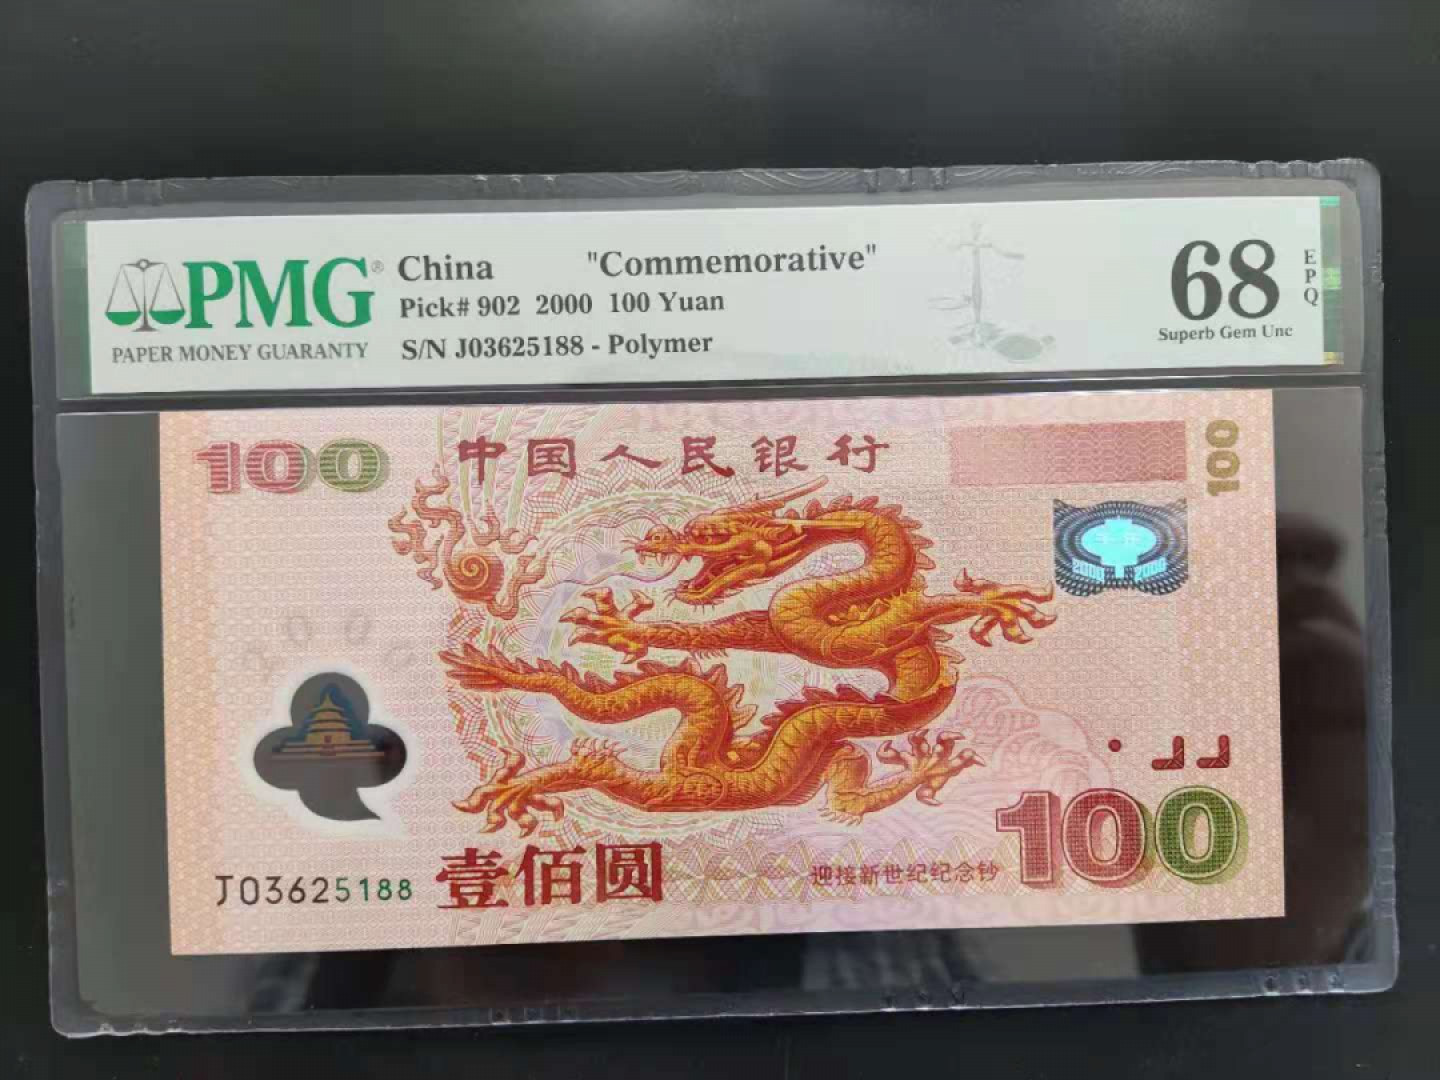 PMG®
PAPER MONEY GUARANTY
China "Commemorative"
Pick# 902 2000 100 Yuan
S/N J03625188 - Polymer
68
EPQ
Superb Gem Unc
100
中国人民银行
100
2000 2000
100
J03625188
壹佰圆
迎接新世纪纪念钞